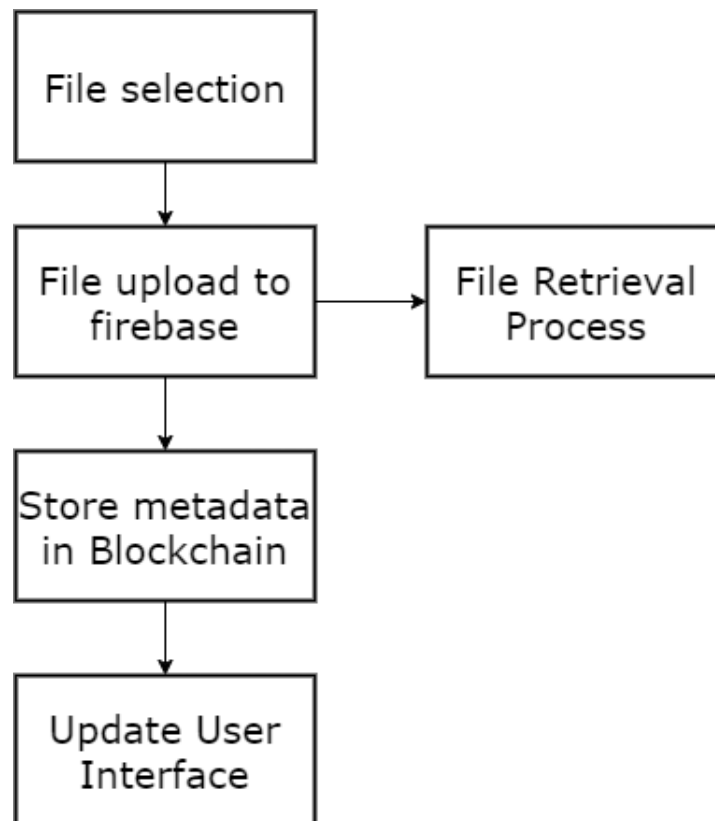 File selection
File upload to
firebase
File Retrieval
Process
Store metadata
in Blockchain
Update User
Interface